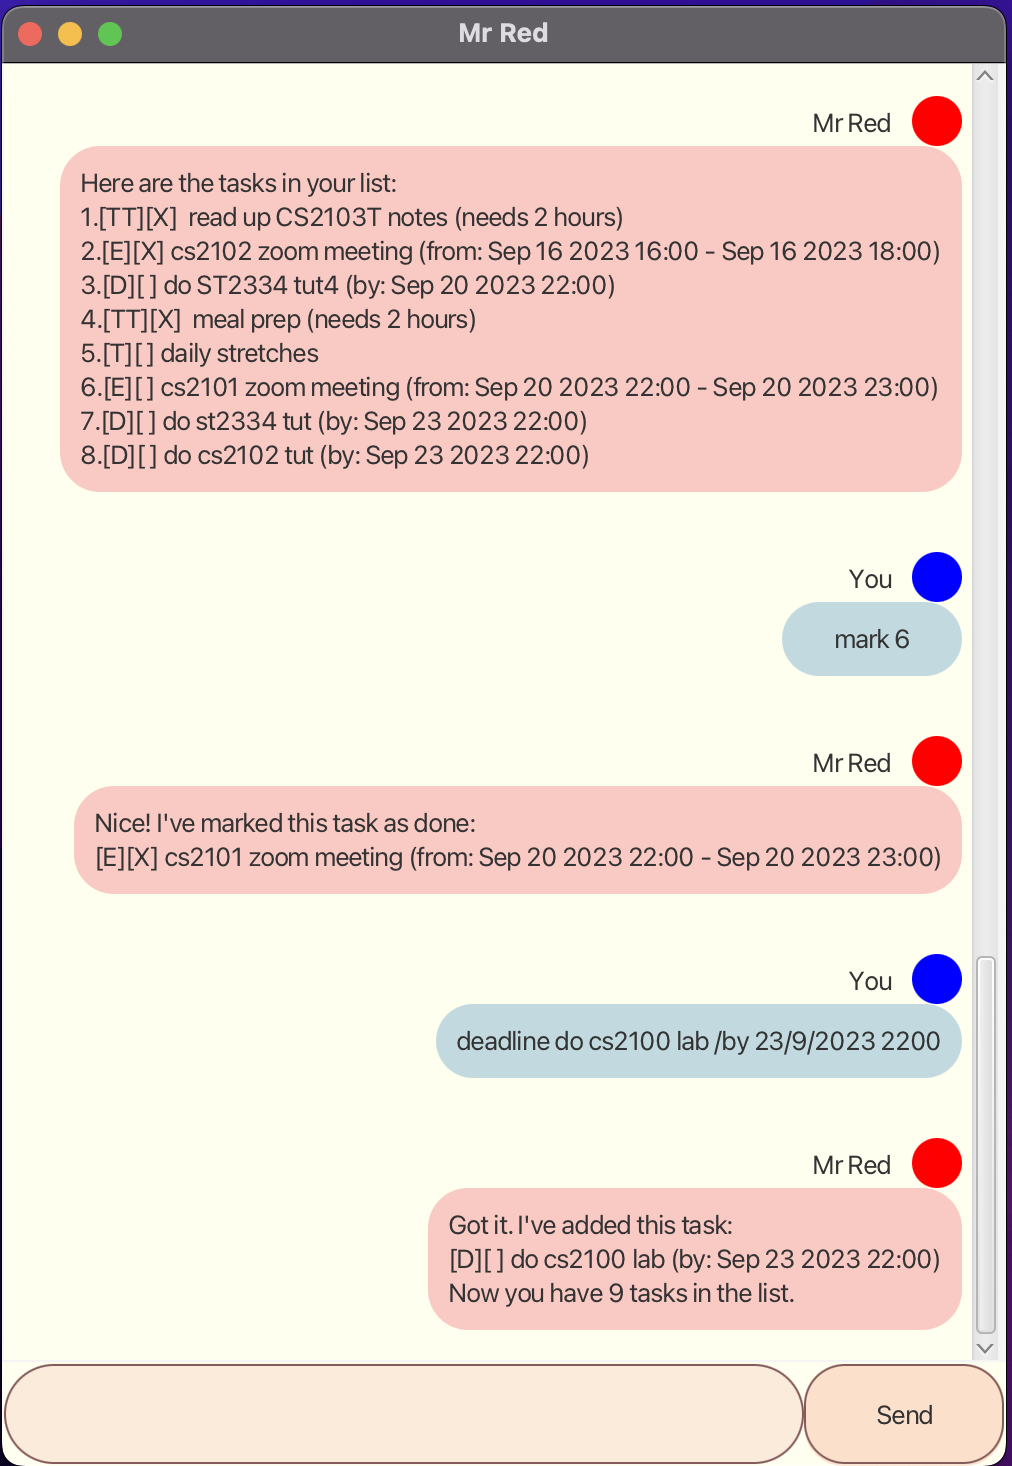 Mr Red
Mr Red
Here are the tasks in your list:
1.[TT][X]  read up CS2103T notes (needs 2 hours)
2.[E][X] cs2102 zoom meeting (from: Sep 16 2023 16:00 - Sep 16 2023 18:00)
3.[D][ ] do ST2334 tut4 (by: Sep 20 2023 22:00)
4.[TT][X]  meal prep (needs 2 hours)
5.[T][ ] daily stretches
6.[E][ ] cs2101 zoom meeting (from: Sep 20 2023 22:00 - Sep 20 2023 23:00)
7.[D][ ] do st2334 tut (by: Sep 23 2023 22:00)
8.[D][ ] do cs2102 tut (by: Sep 23 2023 22:00)
You
mark 6
Mr Red
Nice! I've marked this task as done:
[E][X] cs2101 zoom meeting (from: Sep 20 2023 22:00 - Sep 20 2023 23:00)
You
deadline do cs2100 lab /by 23/9/2023 2200
Mr Red
Got it. I've added this task:
[D][ ] do cs2100 lab (by: Sep 23 2023 22:00)
Now you have 9 tasks in the list.
Send